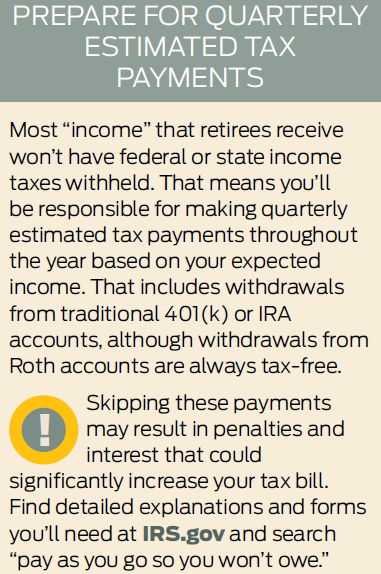 PREPARE FOR QUARTERLY
ESTIMATED TAX
PAYMENTS
Most “income” that retirees receive
won’t have federal or state income
taxes withheld. That means you’ll
be responsible for making quarterly
estimated tax payments throughout
the year based on your expected
income. That includes withdrawals
from traditional 401(k) or IRA
accounts, although withdrawals from
Roth accounts are always tax-free.
!
Skipping these payments
may result in penalties and
interest that could
significantly increase your tax bill.
Find detailed explanations and forms
you’ll need at IRS.gov and search
“pay as you go so you won’t owe.”